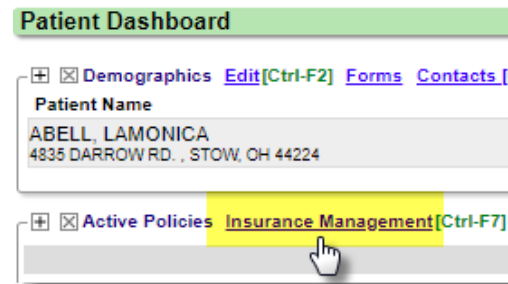 Patient Dashboard
Demographics Edit[Ctrl-F2] Forms Contacts [
Patient Name
ABELL, LAMONICA
4835 DARROW RD. , STOW, OH 44224
Active Policies Insurance Management[Ctrl-F7]